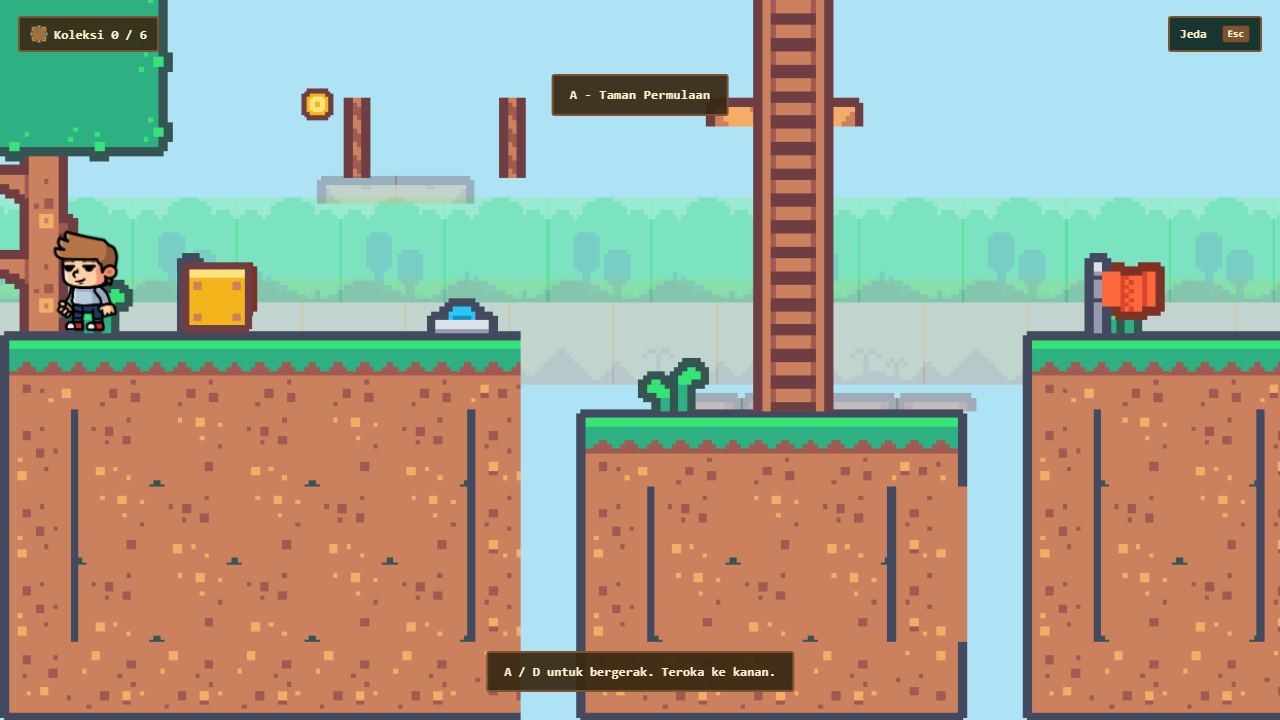 Koleksi 0 / 6
Jeda Esc
A - Taman Permulaan
A / D untuk bergerak. Teroka ke kanan.